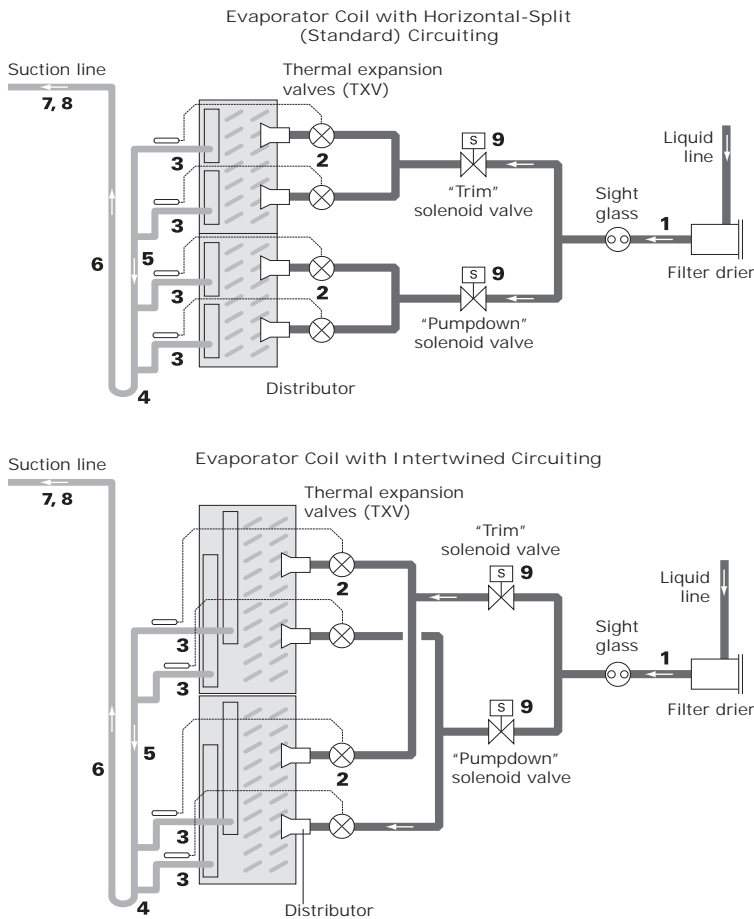 Evaporator Coil with Horizontal-Split
(Standard) Circuiting
Suction line
7, 8
Thermal expansion
valves (TXV)
3
2
S
9
"Trim"
solenoid valve
Liquid
line
Sight
glass
1
Filter drier
3
6
5
3
2
S
9
"Pumpdown"
solenoid valve
3
4
Distributor
Evaporator Coil with Intertwined Circuiting
Suction line
7, 8
Thermal expansion
valves (TXV)
"Trim"
solenoid valve
S
9
2
Liquid
line
Sight
glass
1
Filter drier
3
3
S
9
"Pumpdown"
solenoid valve
6
5
2
3
3
4
Distributor